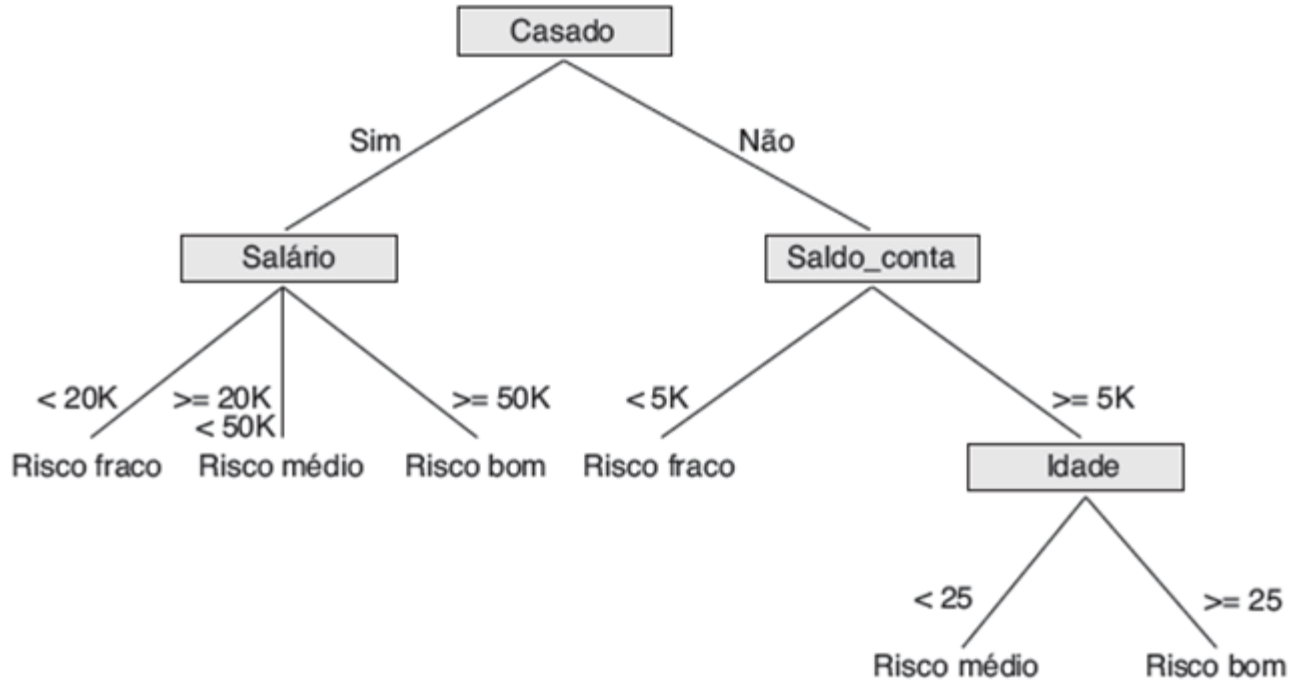 Casado
Sim
Não
Salário
Saldo_conta
< 20K
>= 20K
< 50K
>= 50K
< 5K
>= 5K
Risco fraco
Risco médio
Risco bom
Risco fraco
Idade
< 25
>= 25
Risco médio
Risco bom